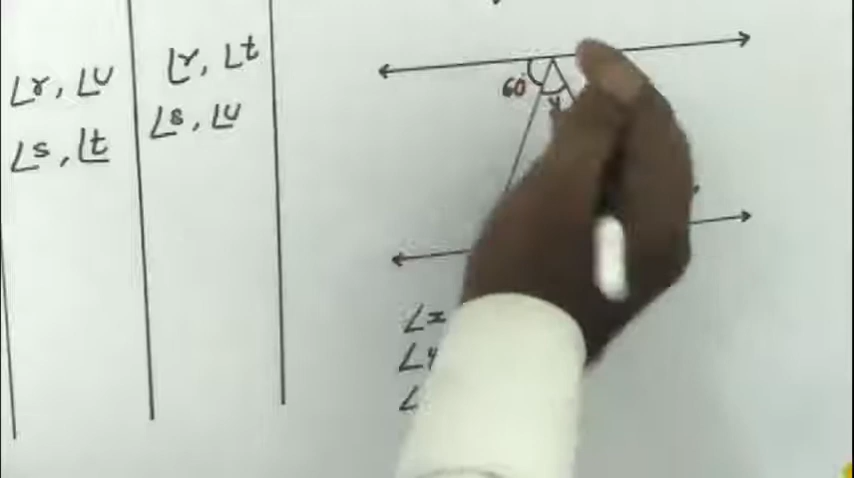 ∠r, ∠u
∠s, ∠t
∠r, ∠t
∠s, ∠u
60°
y
∠x
∠y
∠